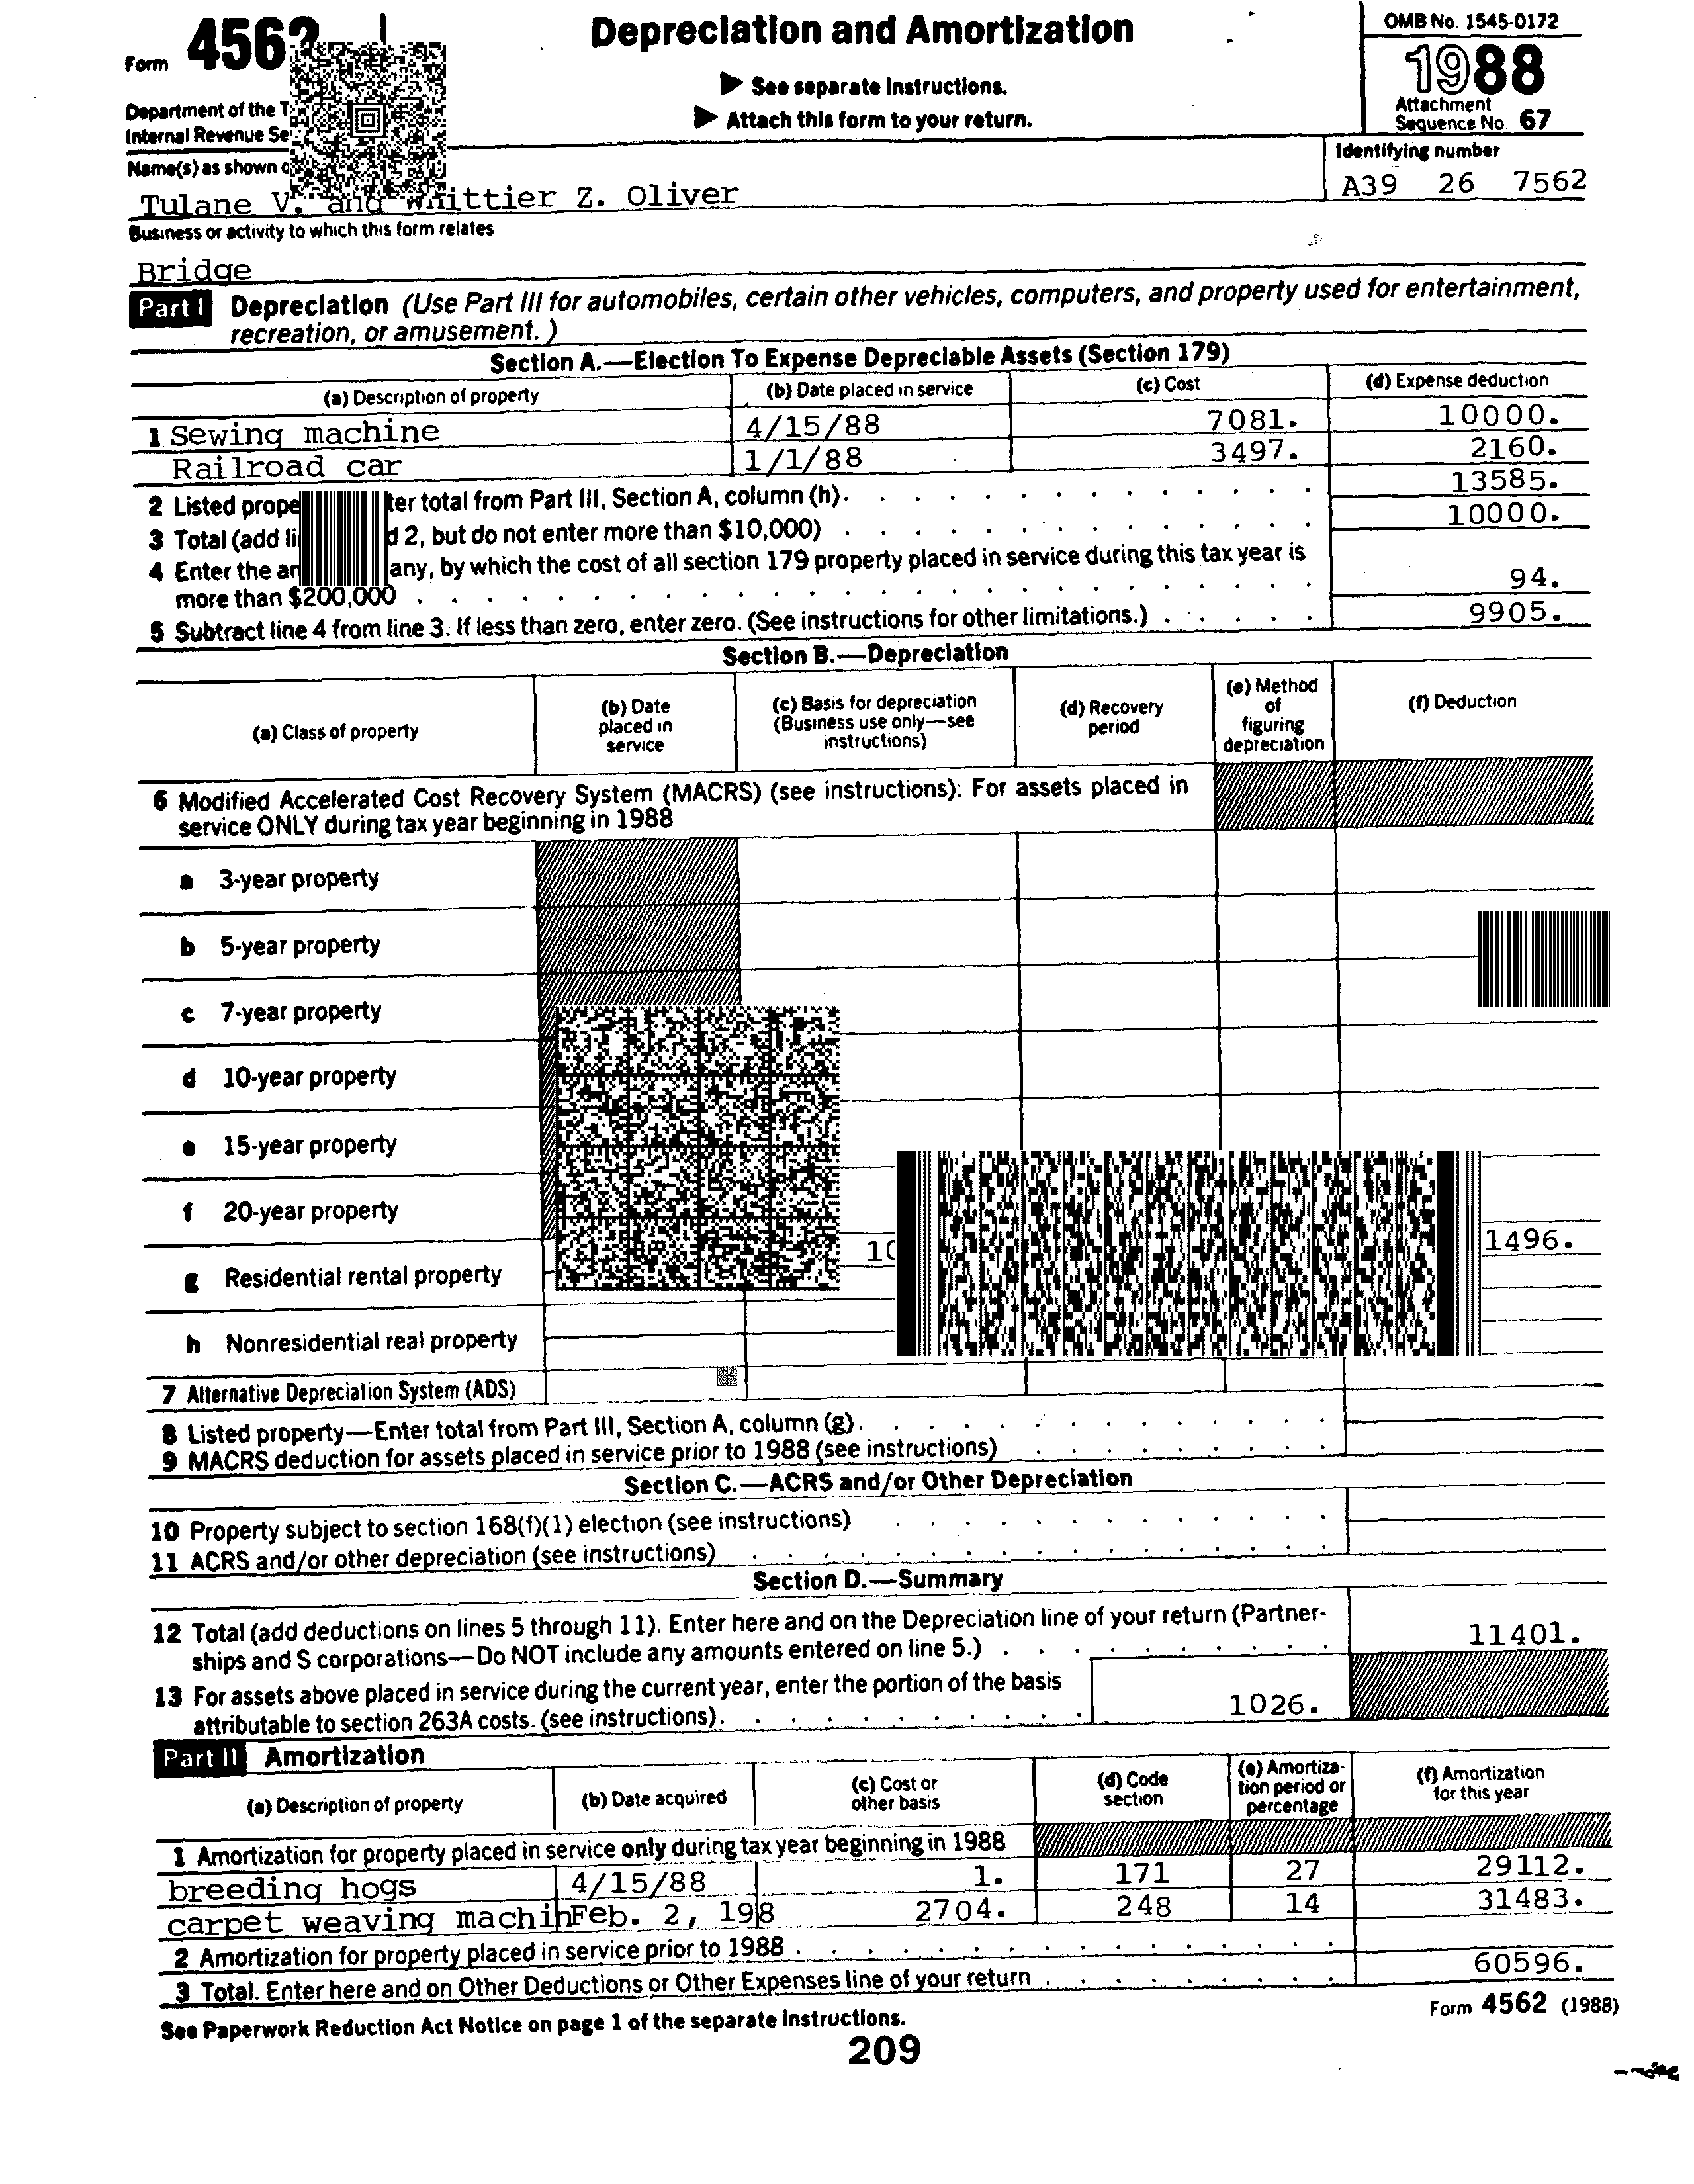 Form 4562
Depreciation and Amortization
OMB No. 1545-0172
1988
▶ See separate Instructions.
▶ Attach this form to your return.
Attachment
Sequence No. 67
Department of the
Internal Revenue
Name(s) as shown
Identifying number
Tulane V. and Whittier Z. Oliver
A39 26 7562
Business or activity to which this form relates
Bridge
Part I Depreciation (Use Part III for automobiles, certain other vehicles, computers, and property used for entertainment,
recreation, or amusement.)
Section A.—Election To Expense Depreciable Assets (Section 179)
(a) Description of property (b) Date placed in service (c) Cost (d) Expense deduction
1 Sewing machine 4/15/88 7081. 10000.
Railroad car 1/1/88 3497. 2160.
2 Listed total from Part III, Section A, column (h). 13585.
3 Total (add 2, but do not enter more than $10,000) 10000.
4 Enter the any, by which the cost of all section 179 property placed in service during this tax year is
more than $200,000 94.
5 Subtract line 4 from line 3. If less than zero, enter zero. (See instructions for other limitations.) 9905.
Section B.—Depreciation
(a) Class of property
(b) Date
placed in
service
(c) Basis for depreciation
(Business use only—see
instructions)
(d) Recovery
period
(e) Method
of
figuring
depreciation
(f) Deduction
6 Modified Accelerated Cost Recovery System (MACRS) (see instructions): For assets placed in
service ONLY during tax year beginning in 1988
a 3-year property
b 5-year property
c 7-year property
d 10-year property
e 15-year property
f 20-year property
1496.
g Residential rental property
h Nonresidential real property
7 Alternative Depreciation System (ADS)
8 Listed property—Enter total from Part III, Section A, column (g).
9 MACRS deduction for assets placed in service prior to 1988 (see instructions)
Section C.—ACRS and/or Other Depreciation
10 Property subject to section 168(f)(1) election (see instructions)
11 ACRS and/or other depreciation (see instructions)
Section D.—Summary
12 Total (add deductions on lines 5 through 11). Enter here and on the Depreciation line of your return (Partner-
ships and S corporations—Do NOT include any amounts entered on line 5.) 11401.
13 For assets above placed in service during the current year, enter the portion of the basis
attributable to section 263A costs. (see instructions). 1026.
Part II Amortization
(a) Description of property
(b) Date acquired
(c) Cost or
other basis
(d) Code
section
(e) Amortiza-
tion period or
percentage
(f) Amortization
for this year
1 Amortization for property placed in service only during tax year beginning in 1988
breeding hogs 4/15/88 1. 171 27 29112.
carpet weaving machin Feb. 2, 198 2704. 248 14 31483.
2 Amortization for property placed in service prior to 1988
3 Total. Enter here and on Other Deductions or Other Expenses line of your return 60596.
See Paperwork Reduction Act Notice on page 1 of the separate Instructions.
Form 4562 (1988)
209